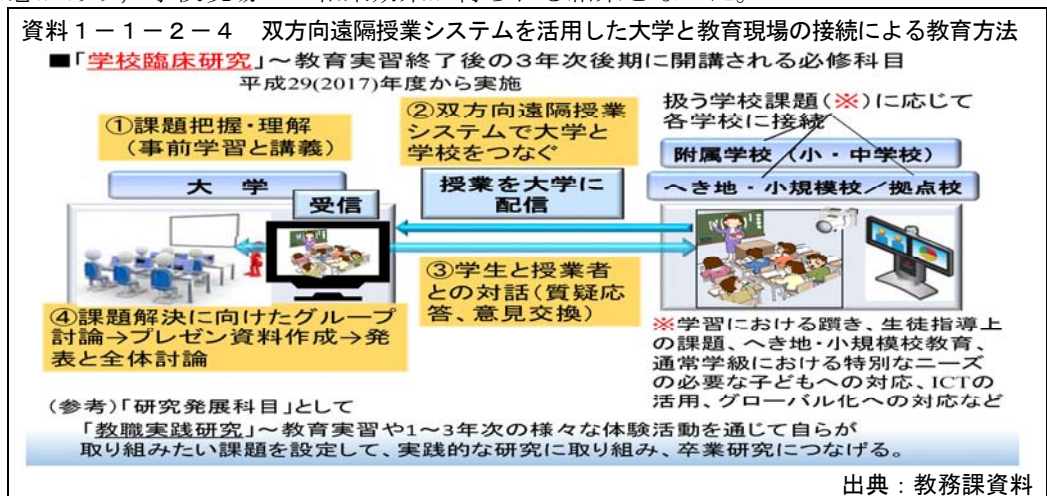 資料1-1-2-4 双方向遠隔授業システムを活用した大学と教育現場の接続による教育方法
■「学校臨床研究」~教育実習終了後の3年次後期に開講される必修科目
平成29(2017)年度から実施
①課題把握・理解
(事前学習と講義)
②双方向遠隔授業
システムで大学と
学校をつなぐ
扱う学校課題(※)に応じて
各学校に接続
附属学校(小・中学校)
大 学
受信
授業を大学に
配信
へき地・小規模校/拠点校
③学生と授業者
との対話(質疑応
答、意見交換)
④課題解決に向けたグループ
討論→プレゼン資料作成→発
表と全体討論
※学習における躓き、生徒指導上
の課題、へき地・小規模校教育、
通常学級における特別なニーズ
の必要な子どもへの対応、ICTの
活用、グローバル化への対応など
(参考)「研究発展科目」として
「教職実践研究」~教育実習や1~3年次の様々な体験活動を通じて自らが
取り組みたい課題を設定して、実践的な研究に取り組み、卒業研究につなげる。
出典:教務課資料